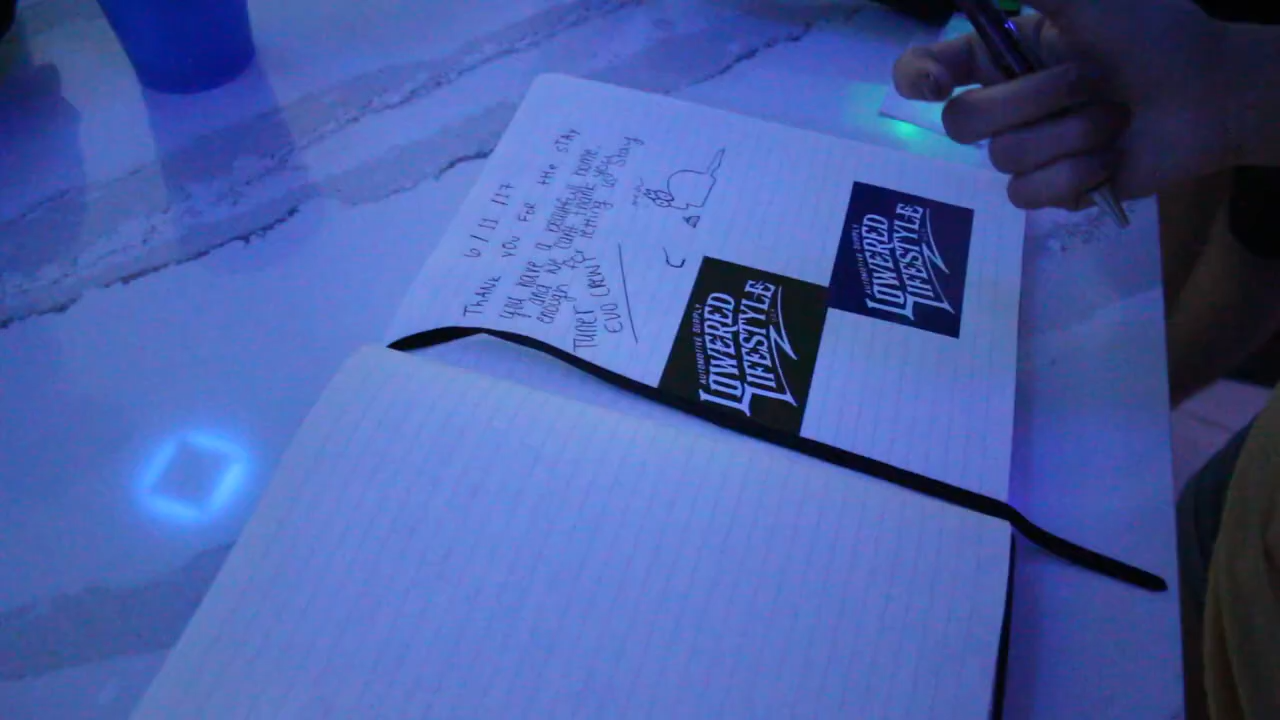 6/11/17
THANK YOU FOR THE STAY
You have a beautiful home
and we can't thank you
enough for letting us stay
TUNER
EVO CREW
AUTOMOTIVE SUPPLY
LOWERED
LIFESTYLE
AUTOMOTIVE SUPPLY
LOWERED
LIFESTYLE